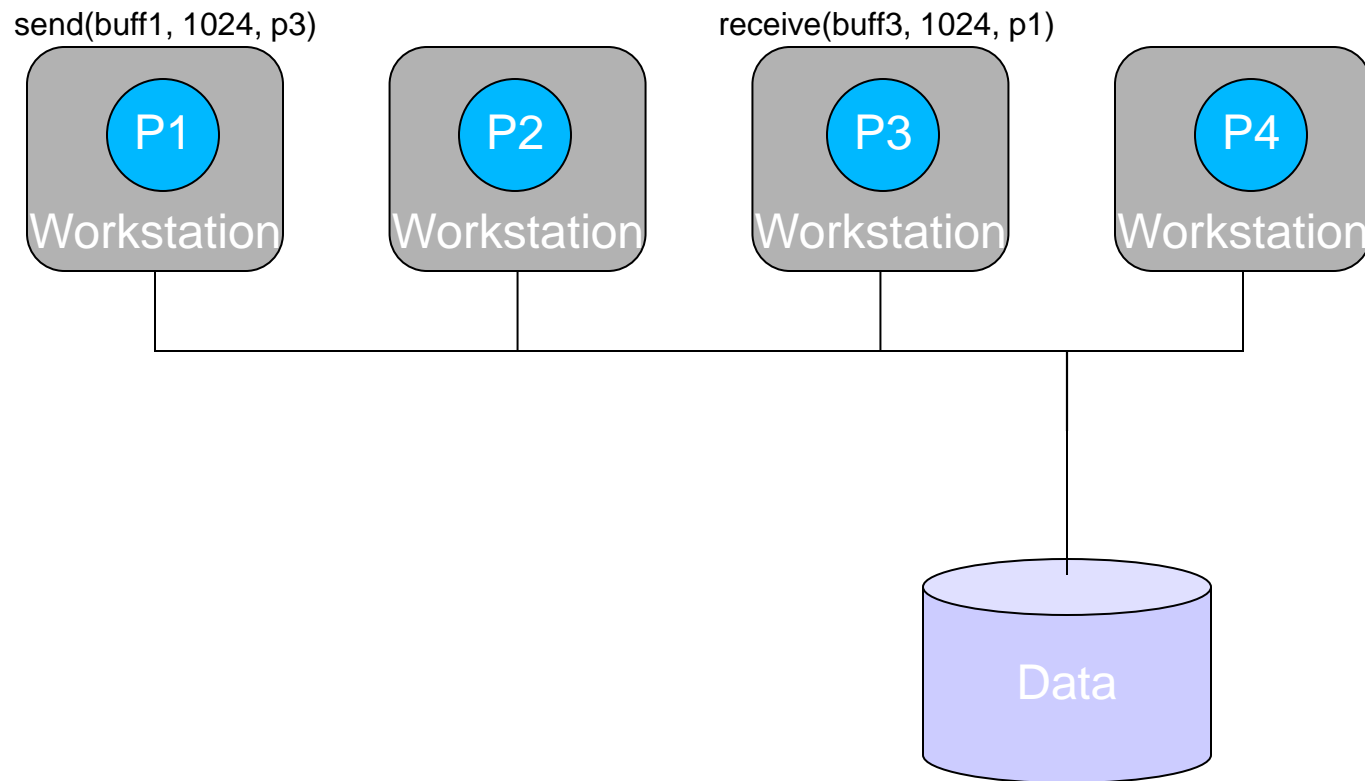 send(buff1, 1024, p3)
receive(buff3, 1024, p1)
P1
P2
P3
P4
Workstation
Workstation
Workstation
Workstation
Data